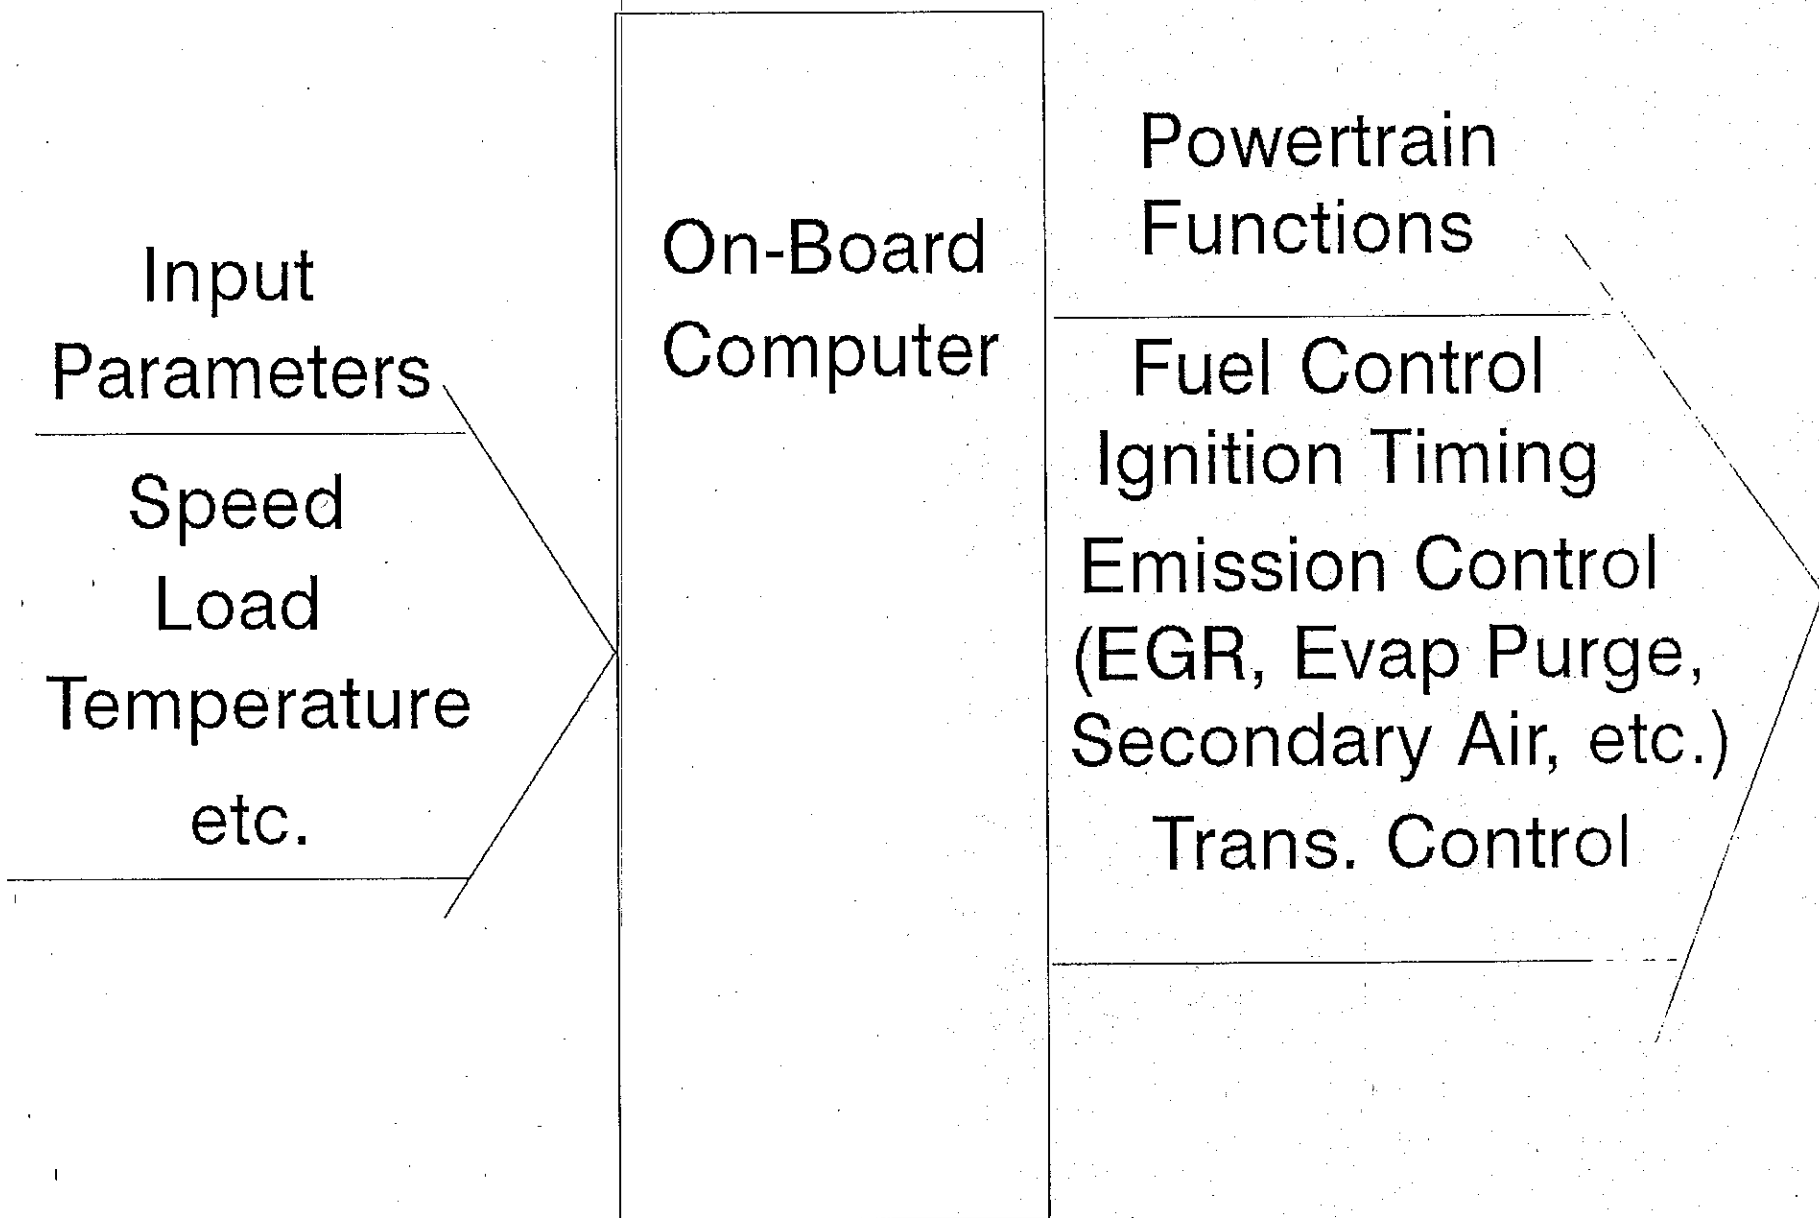 Input
Parameters
Speed
Load
Temperature
etc.
On-Board
Computer
Powertrain
Functions
Fuel Control
Ignition Timing
Emission Control
(EGR, Evap Purge,
Secondary Air, etc.)
Trans. Control